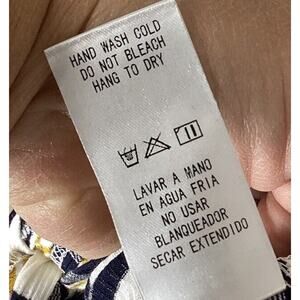 HAND WASH COLD
DO NOT BLEACH
HANG TO DRY
LAVAR A MANO
EN AGUA FRIA
NO USAR
BLANQUEADOR
SECAR EXTENDIDO